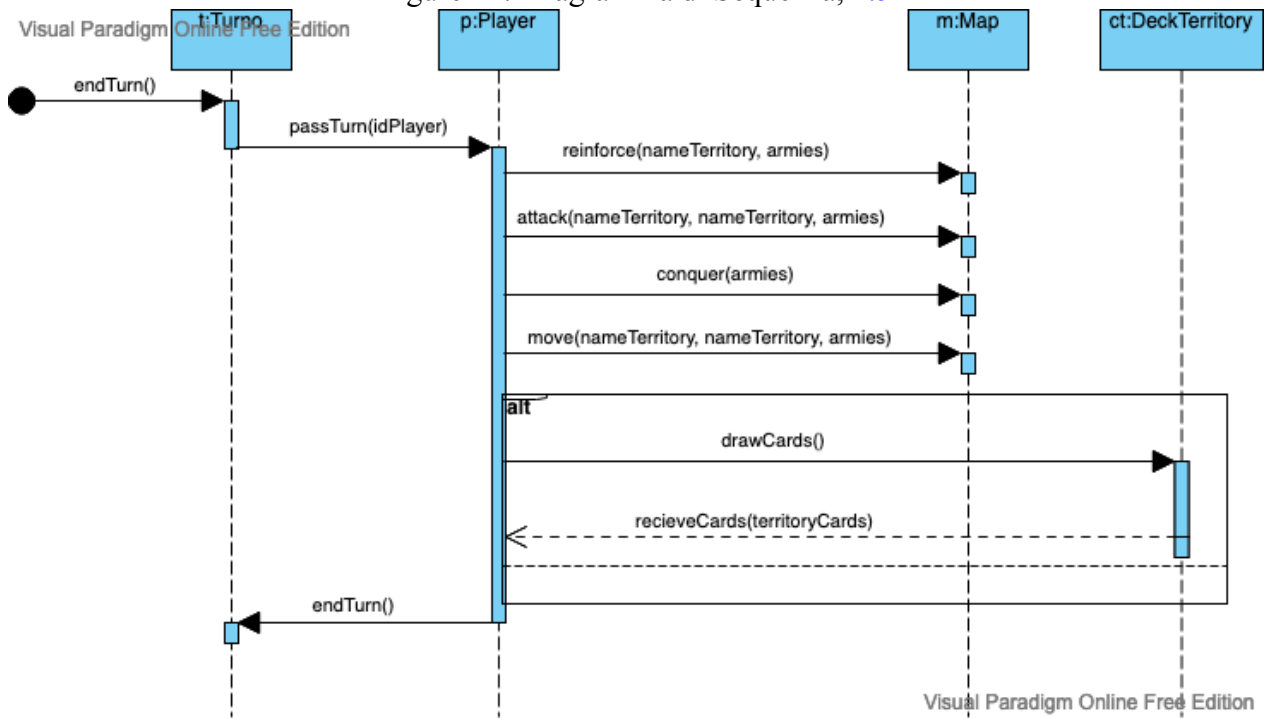 Visual Paradigm Online Free Edition
t:Turno
p:Player
m:Map
ct:DeckTerritory
endTurn()
passTurn(idPlayer)
reinforce(nameTerritory, armies)
attack(nameTerritory, nameTerritory, armies)
conquer(armies)
move(nameTerritory, nameTerritory, armies)
alt
drawCards()
recieveCards(territoryCards)
endTurn()
Visual Paradigm Online Free Edition